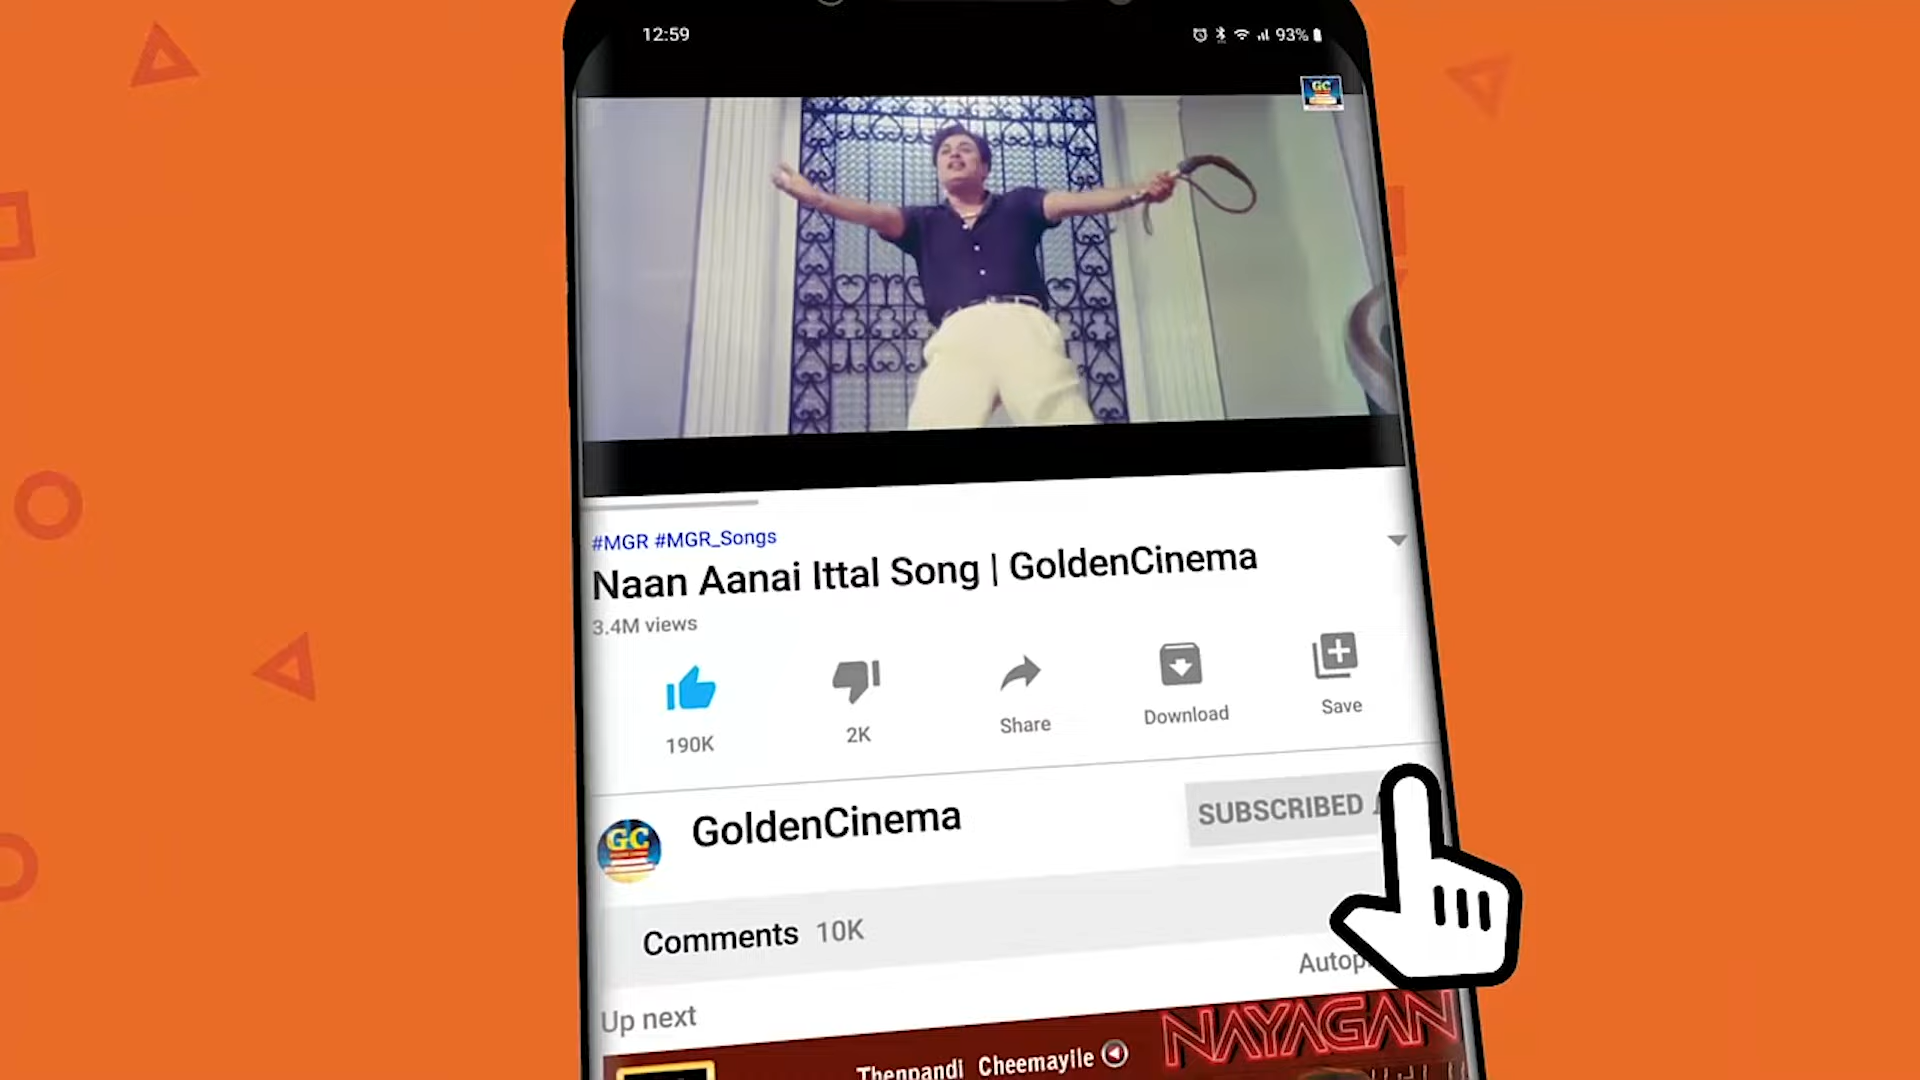 12:59
93%
GC
#MGR #MGR_Songs
Naan Aanai Ittal Song | GoldenCinema
3.4M views
190K
2K
Share
Download
Save
GC
GoldenCinema
SUBSCRIBED
Comments 10K
Up next
Thenpandi Cheemayile
NAYAGAN